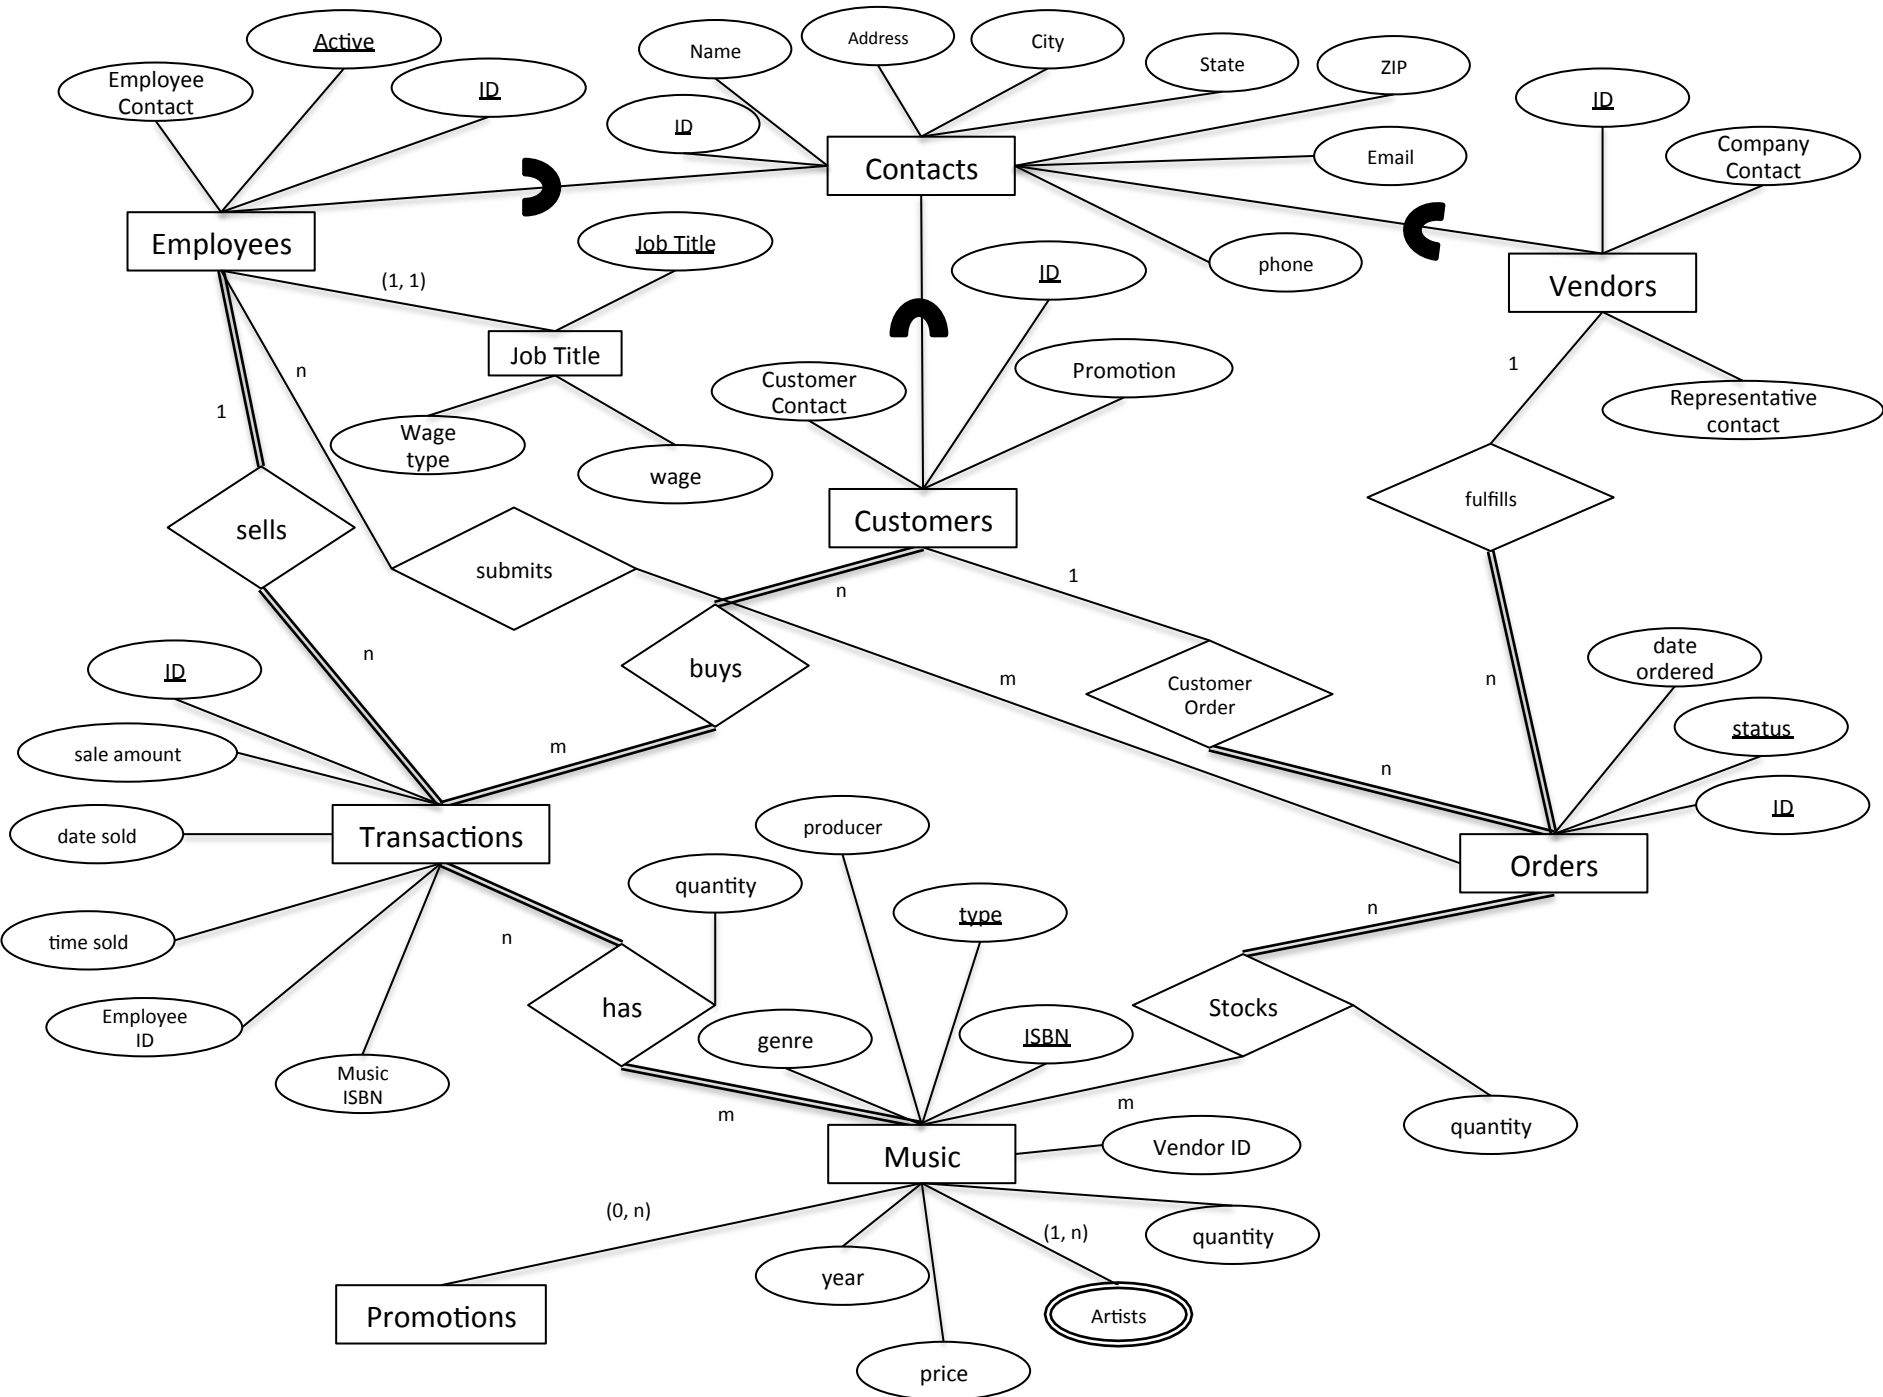 Active
Employee
Contact
ID
Name
Address
City
State
ZIP
ID
ID
Company
Contact
Contacts
Email
Employees
Job Title
phone
Vendors
(1, 1)
ID
Job Title
n
1
Customer
Contact
Promotion
1
Representative
contact
Wage
type
wage
fulfills
Customers
sells
submits
n
1
n
ID
buys
m
Customer
Order
n
date
ordered
sale amount
m
n
status
ID
date sold
Transactions
producer
Orders
quantity
type
n
time sold
n
Employee
ID
has
genre
ISBN
Stocks
Music
ISBN
m
m
quantity
Music
Vendor ID
(0, n)
(1, n)
quantity
year
Promotions
Artists
price